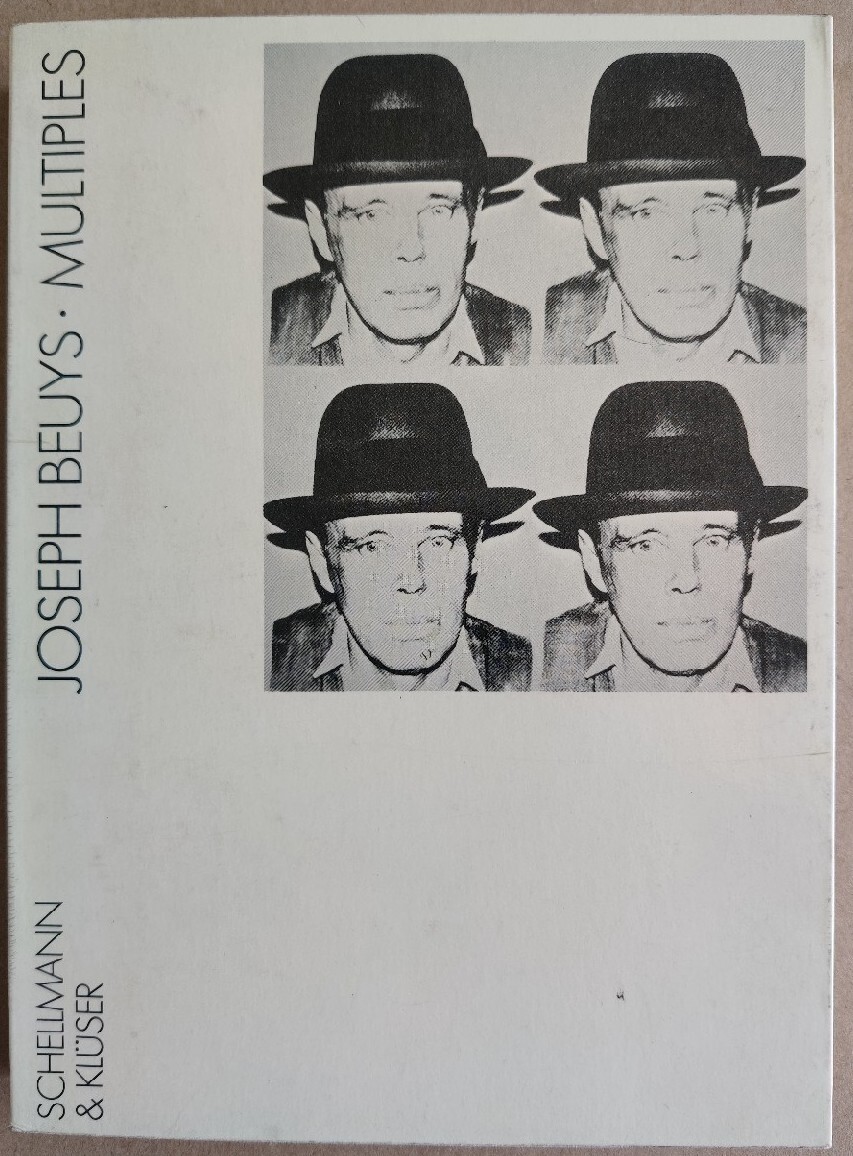 JOSEPH BEUYS · MULTIPLES
SCHELLMANN
& KLÜSER